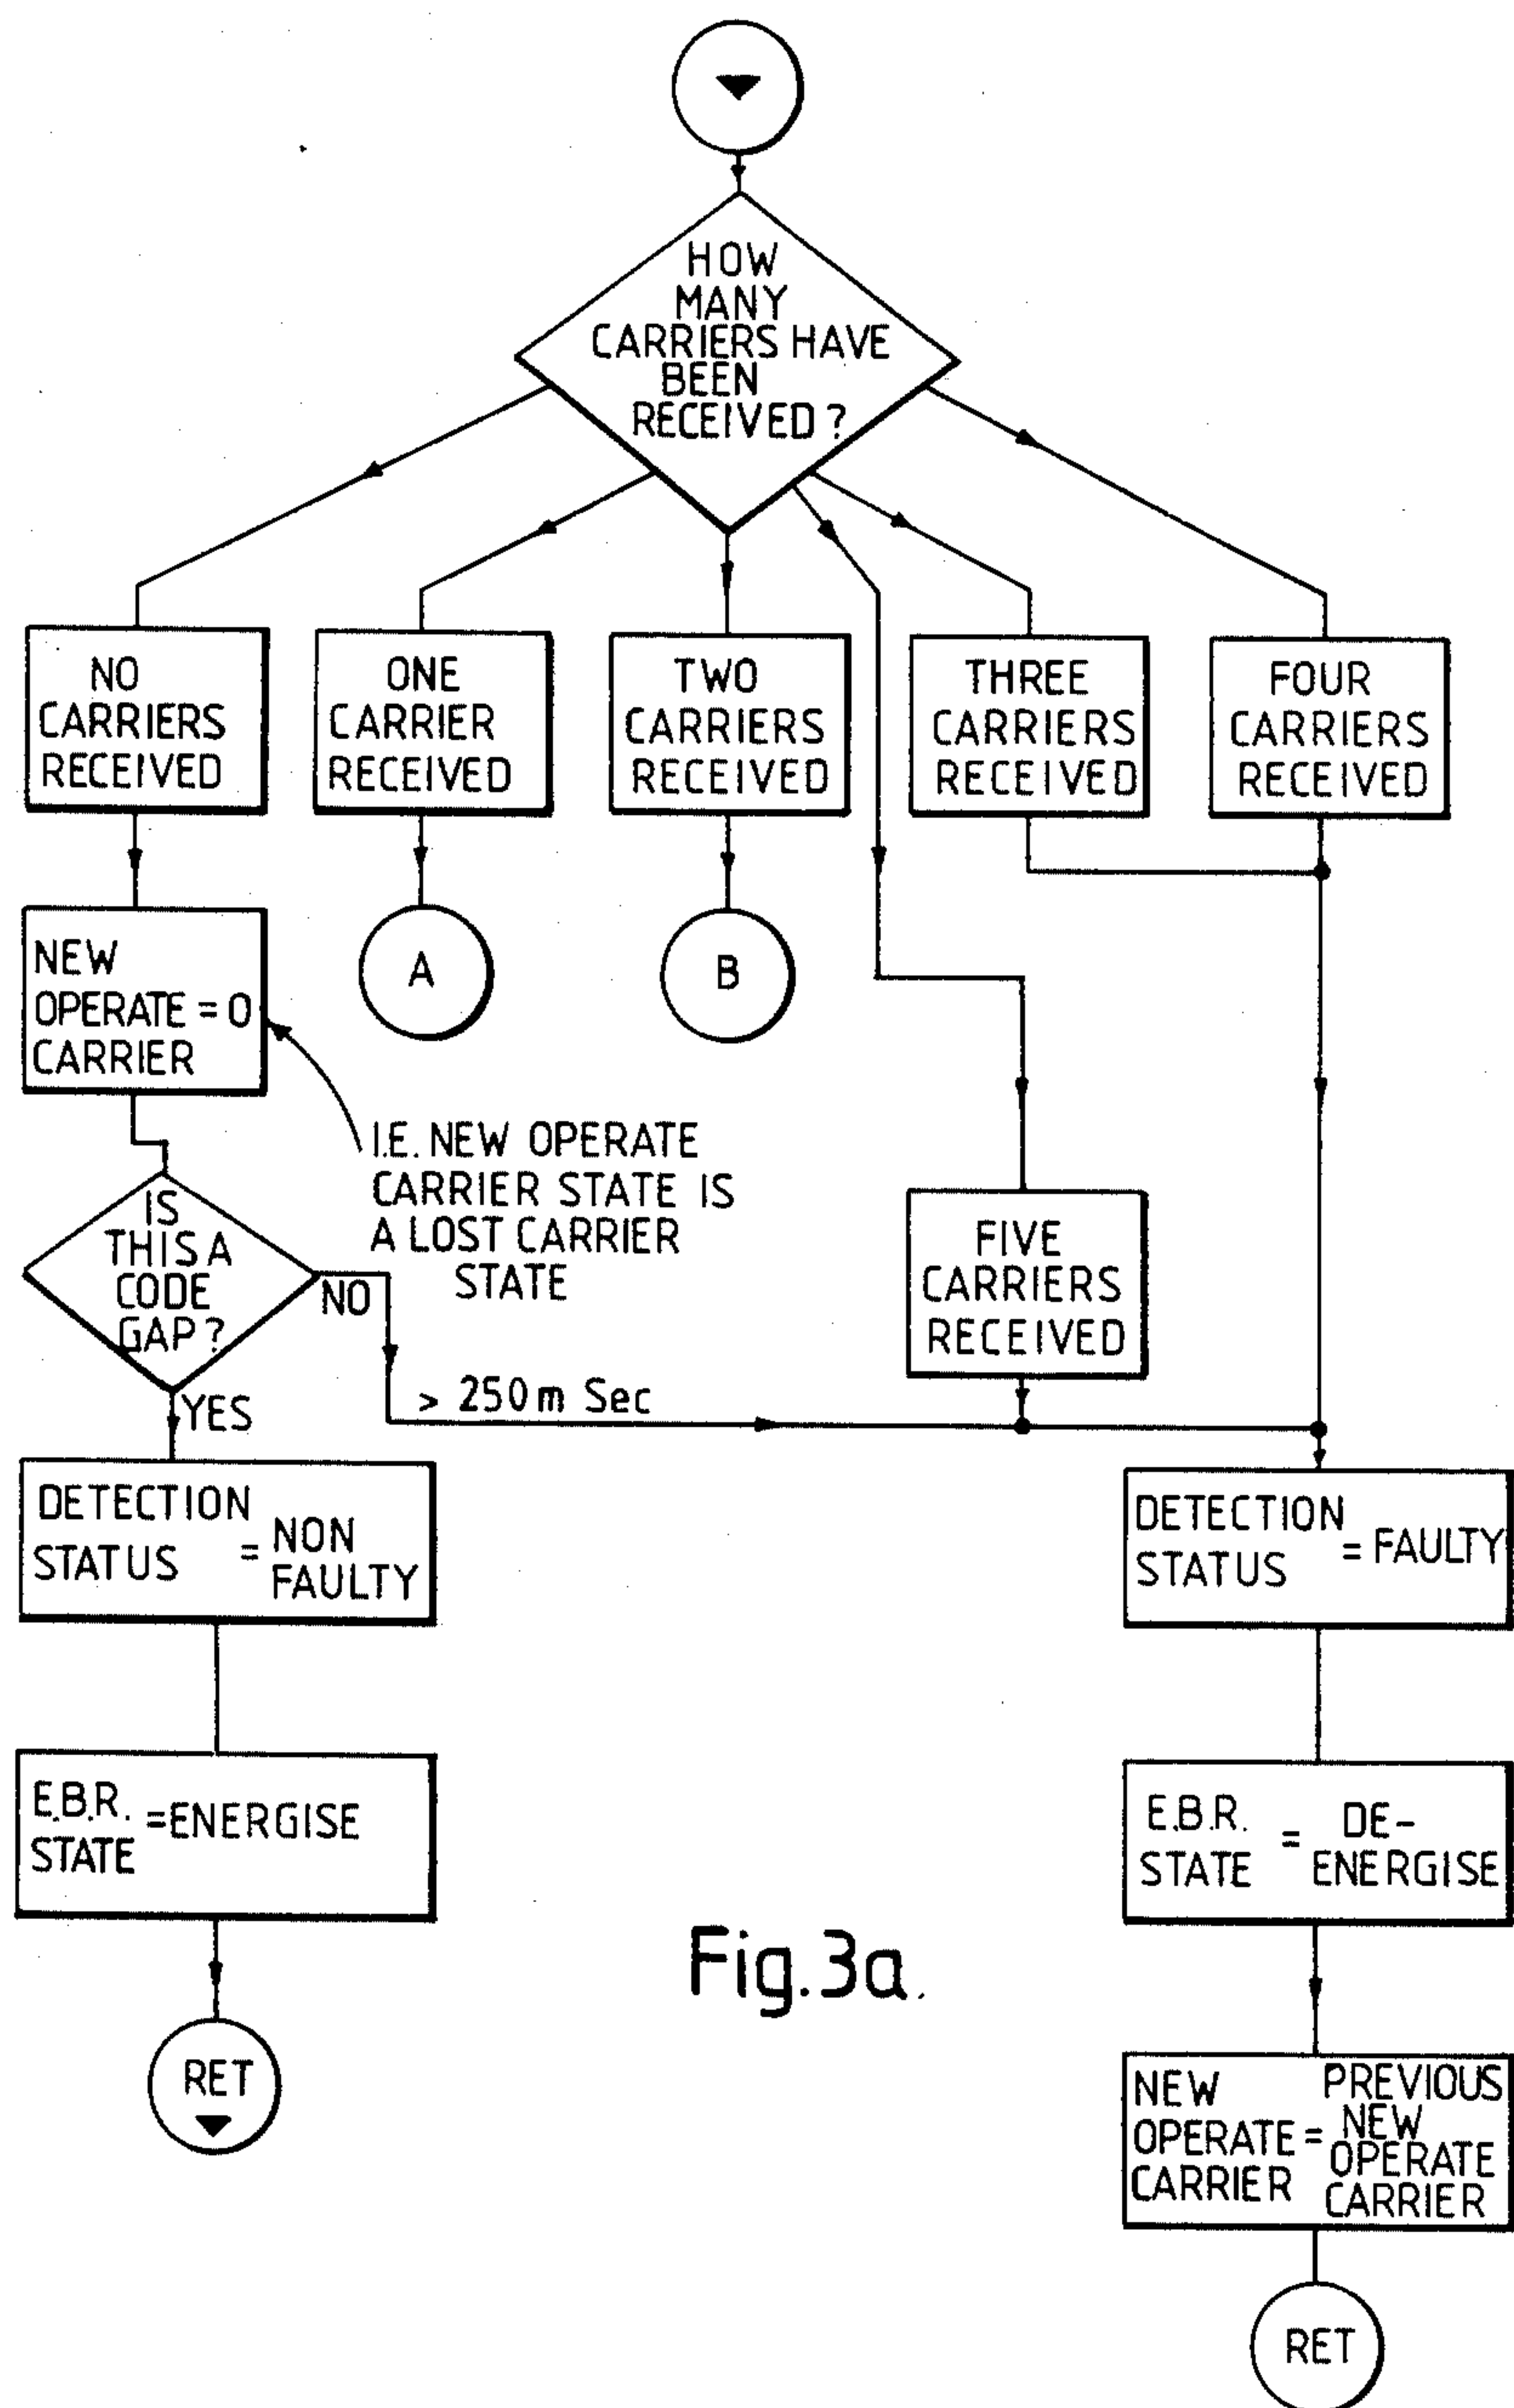 HOW
MANY
CARRIERS HAVE
BEEN
RECEIVED?
NO
CARRIERS
RECEIVED
ONE
CARRIER
RECEIVED
TWO
CARRIERS
RECEIVED
THREE
CARRIERS
RECEIVED
FOUR
CARRIERS
RECEIVED
NEW
OPERATE = 0
CARRIER
A
B
I.E. NEW OPERATE
CARRIER STATE IS
A LOST CARRIER
STATE
IS
THIS A
CODE
GAP?
NO
YES
> 250m Sec
FIVE
CARRIERS
RECEIVED
DETECTION
STATUS
= NON
FAULTY
DETECTION
STATUS
= FAULTY
E.B.R.
STATE
=ENERGISE
E.B.R.
STATE
= DE-
ENERGISE
Fig.3a.
RET
NEW
OPERATE =
CARRIER
PREVIOUS
NEW
OPERATE
CARRIER
RET